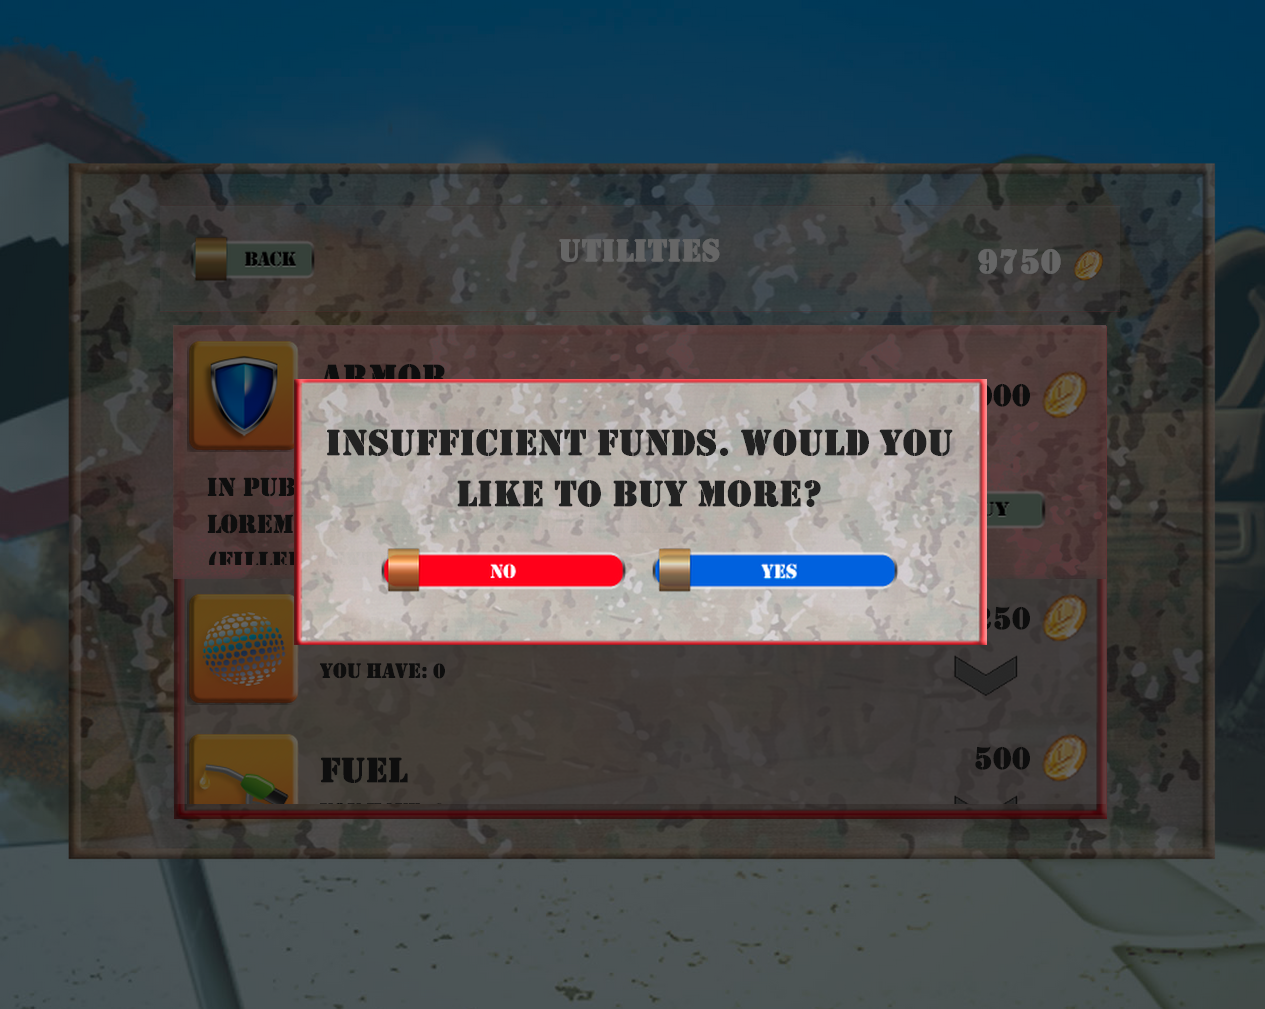 UTILITIES
BACK
9750
ARMOR
INSUFFICIENT FUNDS. WOULD YOU
LIKE TO BUY MORE?
NO
YES
IN PUB
LOREM
(FILLE
YOU HAVE: 0
FUEL
500